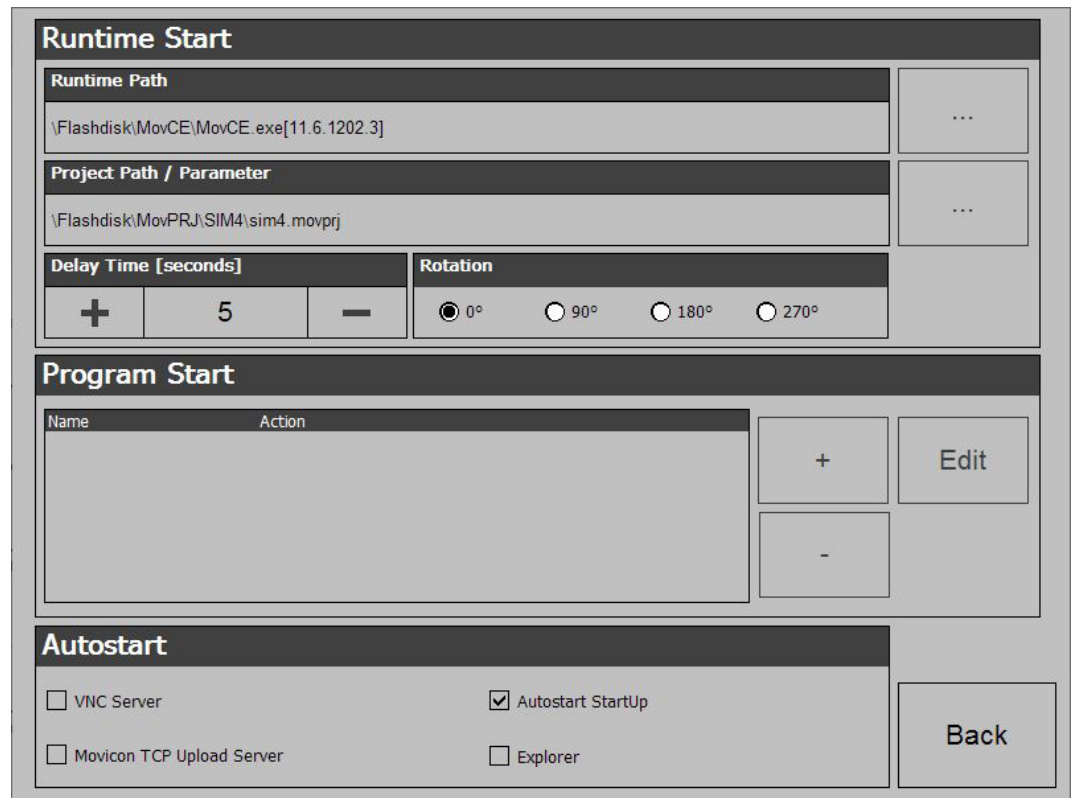 Runtime Start
Runtime Path
\Flashdisk\MovCE\MovCE.exe[11.6.1202.3]
...
Project Path / Parameter
\Flashdisk\MovPRJ\SIM4\sim4.movprj
...
Delay Time [seconds]
+ 5 −
Rotation
0° 90° 180° 270°
Program Start
Name Action
+
Edit
-
Autostart
VNC Server
Autostart StartUp
Movicon TCP Upload Server
Explorer
Back